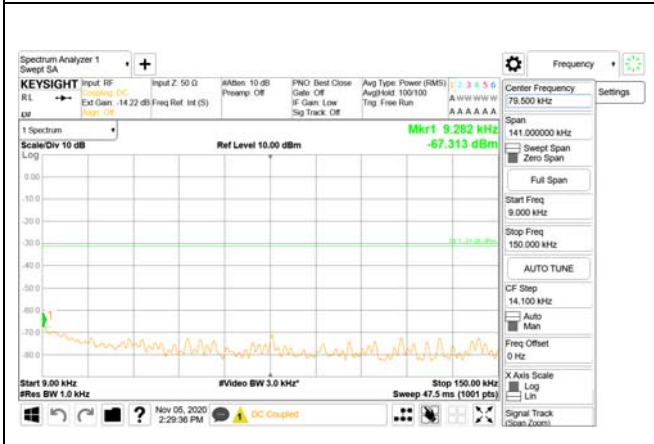 Spectrum Analyzer 1
Swept SA
+
Frequency
KEYSIGHT
RL
Input: RF
Coupling: DC
Ext Gain: -14.22 dB
Align: Off
Input Z: 50 Ω
Freq Ref: Int (S)
#Atten: 10 dB
Preamp: Off
PNO: Best Close
Gate: Off
IF Gain: Low
Sig Track: Off
Avg Type: Power (RMS)
Avg|Hold: 100/100
Trig: Free Run
1 2 3 4 5 6
A W W W W W
A A A A A A
1 Spectrum
Scale/Div 10 dB
Log
Ref Level 10.00 dBm
Mkr1 9.282 kHz
-67.313 dBm
0.00
-10.0
-20.0
-30.0
-40.0
-50.0
-60.0
-70.0
-80.0
1
Start 9.00 kHz
#Res BW 1.0 kHz
#Video BW 3.0 kHz*
Stop 150.00 kHz
Sweep 47.5 ms (1001 pts)
Nov 05, 2020
2:29:36 PM
DC Coupled
Settings
Center Frequency
79.500 kHz
Span
141.000000 kHz
Swept Span
Zero Span
Full Span
Start Freq
9.000 kHz
Stop Freq
150.000 kHz
AUTO TUNE
CF Step
14.100 kHz
Auto
Man
Freq Offset
0 Hz
X Axis Scale
Log
Lin
Signal Track
(Span Zoom)